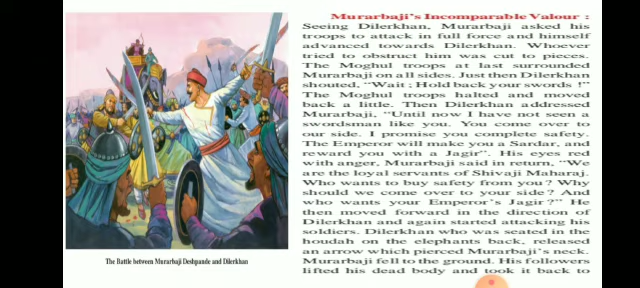 Murarbaji's Incomparable Valour :
Seeing Dilerkhan, Murarbaji asked his
troops to attack in full force and himself
advanced towards Dilerkhan. Whoever
tried to obstruct him was cut to pieces.
The Moghul troops at last surrounded
Murarbaji on all sides. Just then Dilerkhan
shouted, "Wait ; Hold back your swords !"
The Moghul troops halted and moved
back a little. Then Dilerkhan addressed
Murarbaji, "Until now I have not seen a
swordsman like you. You come over to
our side. I promise you complete safety.
The Emperor will make you a Sardar, and
reward you with a Jagir". His eyes red
with anger, Murarbaji said in return, "We
are the loyal servants of Shivaji Maharaj.
Who wants to buy safety from you ? Why
should we come over to your side ? And
who wants your Emperor's Jagir ?" He
then moved forward in the direction of
Dilerkhan and again started attacking his
soldiers. Dilerkhan who was seated in the
houdah on the elephants back, released
an arrow which pierced Murarbaji's neck.
Murarbaji fell to the ground. His followers
lifted his dead body and took it back to
The Battle between Murarbaji Deshpande and Dilerkhan